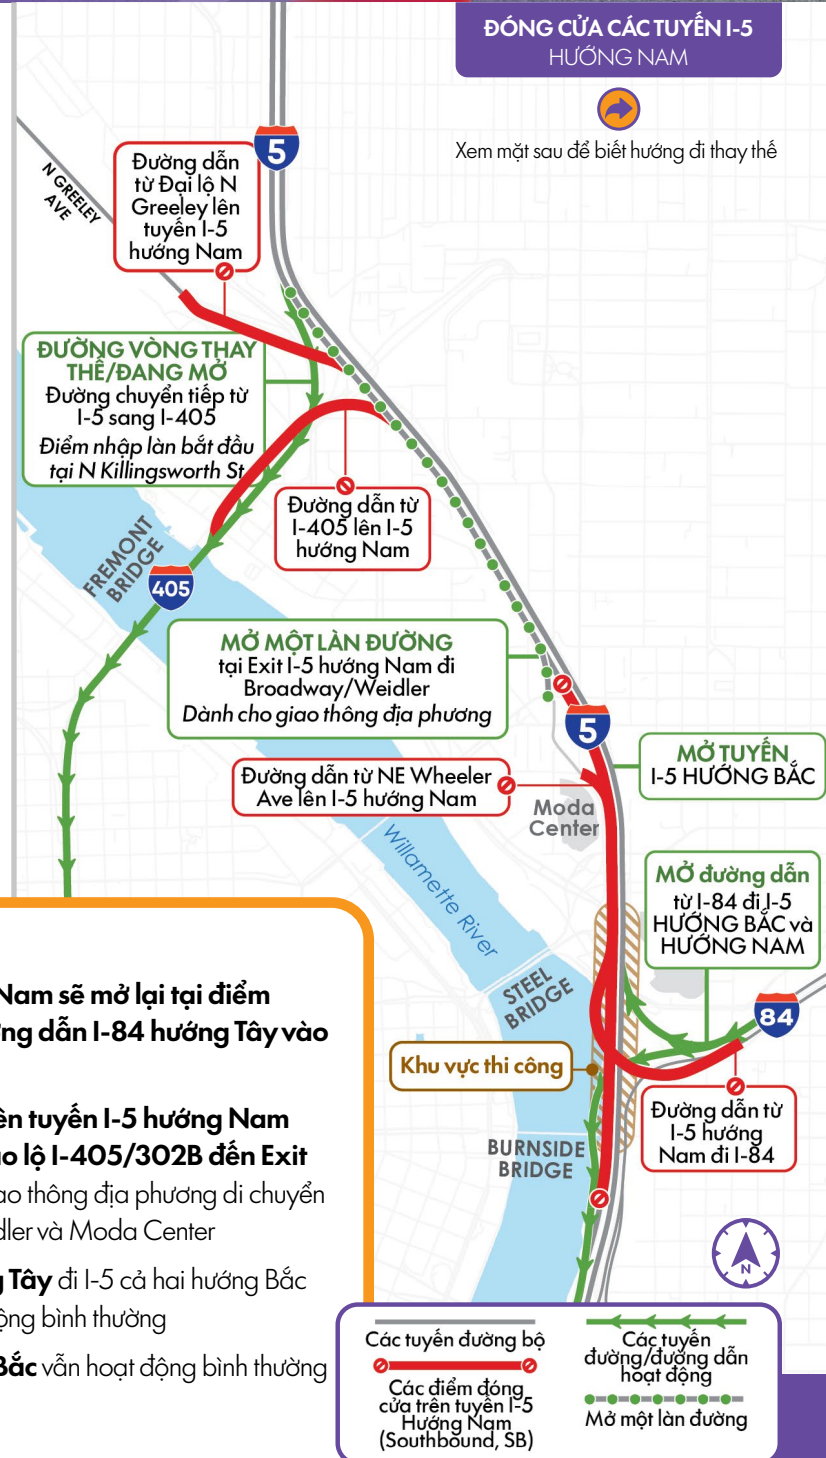 ĐÓNG CỬA CÁC TUYẾN I-5
HƯỚNG NAM
Xem mặt sau để biết hướng đi thay thế
5
N GREELEY
AVE
Đường dẫn
từ Đại lộ N
Greeley lên
tuyến I-5
hướng Nam
ĐƯỜNG VÒNG THAY
THẾ/ĐANG MỞ
Đường chuyển tiếp từ
I-5 sang I-405
Điểm nhập làn bắt đầu
tại N Killingsworth St
Đường dẫn từ
I-405 lên I-5
hướng Nam
FREMONT
BRIDGE
405
MỞ MỘT LÀN ĐƯỜNG
tại Exit I-5 hướng Nam đi
Broadway/Weidler
Dành cho giao thông địa phương
5
MỞ TUYẾN
I-5 HƯỚNG BẮC
Đường dẫn từ NE Wheeler
Ave lên I-5 hướng Nam
Moda
Center
Willamette River
MỞ đường dẫn
từ I-84 đi I-5
HƯỚNG BẮC và
HƯỚNG NAM
STEEL
BRIDGE
84
Khu vực thi công
Đường dẫn từ
I-5 hướng
Nam đi I-84
BURNSIDE
BRIDGE
N
Nam sẽ mở lại tại điểm
ng dẫn I-84 hướng Tây vào
ên tuyến I-5 hướng Nam
ao lộ I-405/302B đến Exit
ao thông địa phương di chuyển
dler và Moda Center
g Tây đi I-5 cả hai hướng Bắc
ộng bình thường
Bắc vẫn hoạt động bình thường
Các tuyến đường bộ
Các điểm đóng
cửa trên tuyến I-5
Hướng Nam
(Southbound, SB)
Các tuyến
đường/đường dẫn
hoạt động
Mở một làn đường